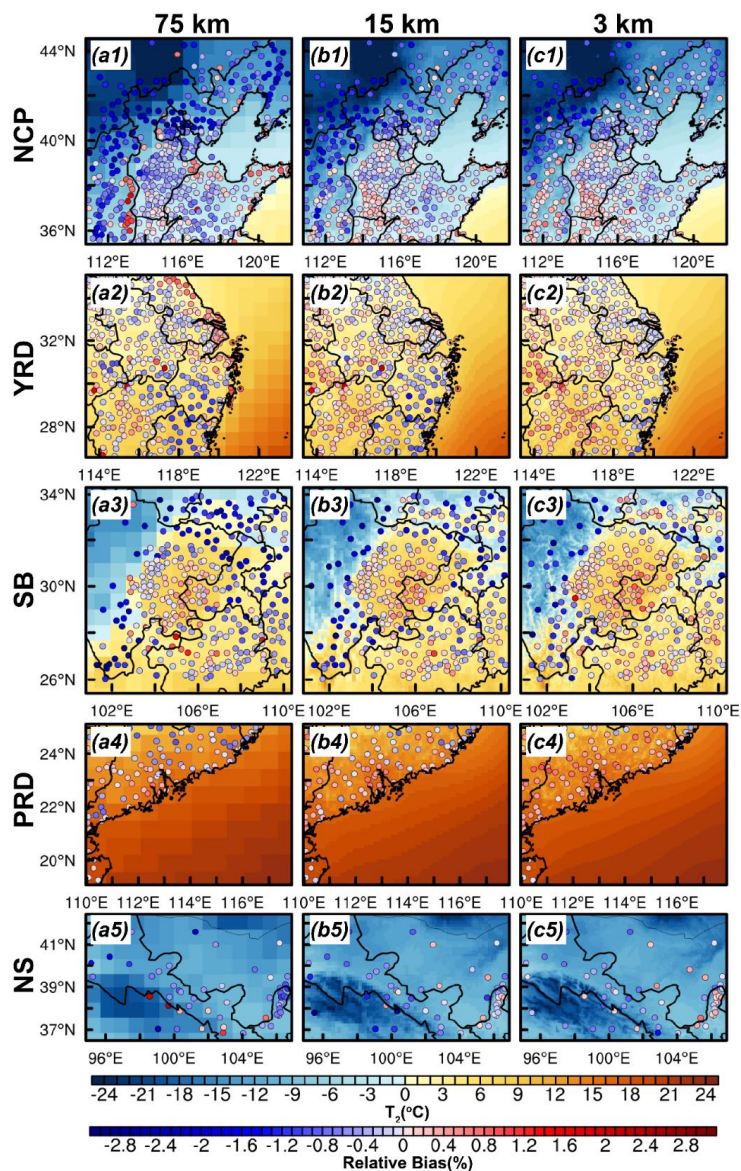 75 km 15 km 3 km
NCP
44°N
40°N
36°N
(a1) (b1) (c1)
112°E 116°E 120°E 112°E 116°E 120°E 112°E 116°E 120°E
YRD
32°N
30°N
28°N
(a2) (b2) (c2)
114°E 118°E 122°E 114°E 118°E 122°E 114°E 118°E 122°E
SB
34°N
30°N
28°N
26°N
(a3) (b3) (c3)
102°E 106°E 110°E 102°E 106°E 110°E 102°E 106°E 110°E
PRD
24°N
22°N
20°N
(a4) (b4) (c4)
110°E 112°E 114°E 116°E 110°E 112°E 114°E 116°E 110°E 112°E 114°E 116°E
NS
41°N
39°N
37°N
(a5) (b5) (c5)
96°E 100°E 104°E 96°E 100°E 104°E 96°E 100°E 104°E
-24 -21 -18 -15 -12 -9 -6 -3 0 3 6 9 12 15 18 21 24
T₂(°C)
-2.8 -2.4 -2 -1.6 -1.2 -0.8 -0.4 0 0.4 0.8 1.2 1.6 2 2.4 2.8
Relative Bias(%)